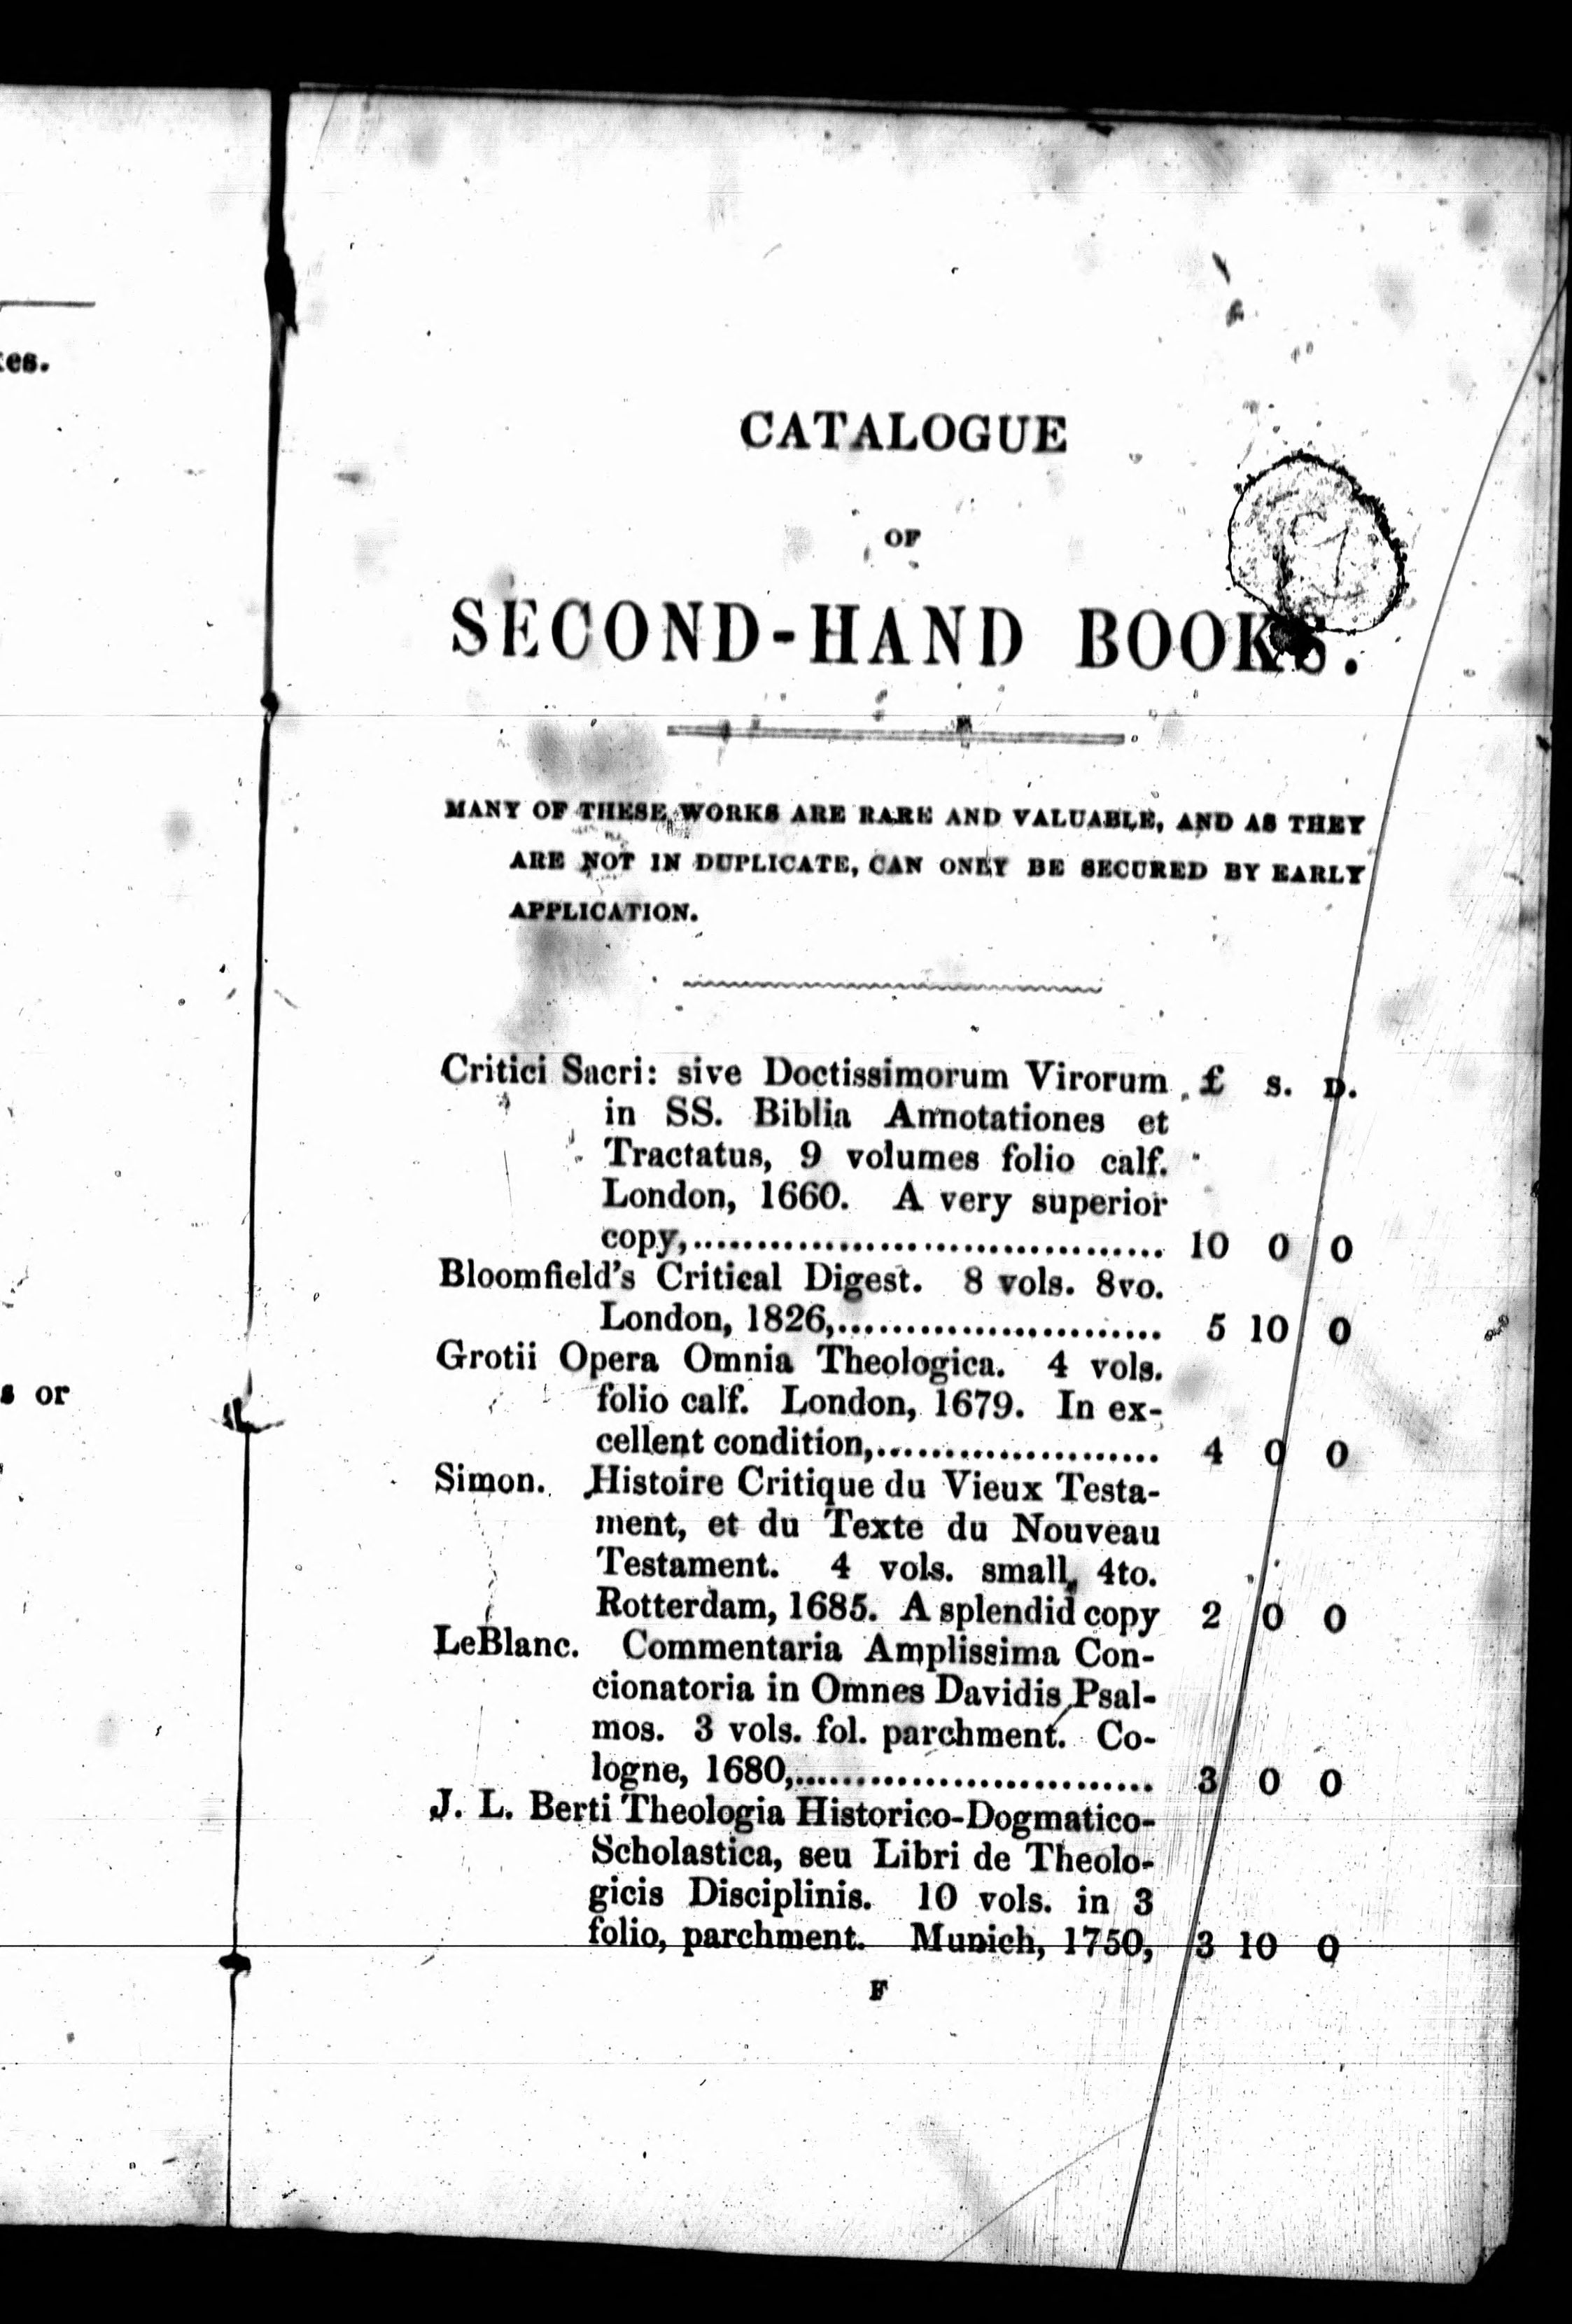 es.
s or
CATALOGUE
OF
SECOND-HAND BOOKS.
MANY OF THESE WORKS ARE RARE AND VALUABLE, AND AS THEY
ARE NOT IN DUPLICATE, CAN ONLY BE SECURED BY EARLY
APPLICATION.
Critici Sacri: sive Doctissimorum Virorum £ S. D.
in SS. Biblia Annotationes et
Tractatus, 9 volumes folio calf.
London, 1660. A very superior
copy,.................................... 10 0 0
Bloomfield's Critical Digest. 8 vols. 8vo.
London, 1826,......................... 5 10 0
Grotii Opera Omnia Theologica. 4 vols.
folio calf. London, 1679. In ex-
cellent condition,...................... 4 0 0
Simon. Histoire Critique du Vieux Testa-
ment, et du Texte du Nouveau
Testament. 4 vols. small, 4to.
Rotterdam, 1685. A splendid copy 2 0 0
LeBlanc. Commentaria Amplissima Con-
cionatoria in Omnes Davidis Psal-
mos. 3 vols. fol. parchment. Co-
logne, 1680,............................ 3 0 0
J. L. Berti Theologia Historico-Dogmatico-
Scholastica, seu Libri de Theolo-
gicis Disciplinis. 10 vols. in 3
folio, parchment. Munich, 1750, 3 10 0
F